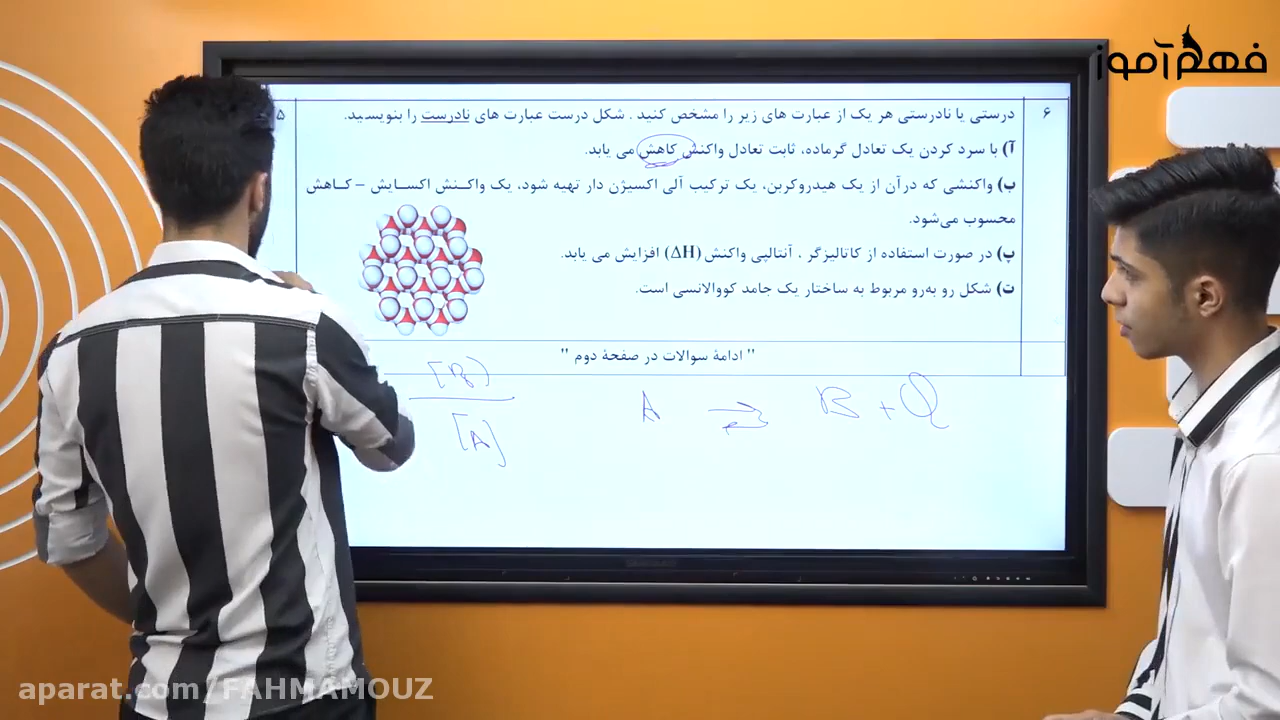 فهم آموز
۶ درستی یا نادرستی هر یک از عبارت های زیر را مشخص کنید . شکل درست عبارت های نادرست را بنویسید. ۵
آ) با سرد کردن یک تعادل گرماده، ثابت تعادل واکنش کاهش می یابد.
ب) واکنشی که درآن از یک هیدروکربن، یک ترکیب آلی اکسیژن دار تهیه شود، یک واکنش اکسایش – کاهش
محسوب می‌شود.
پ) در صورت استفاده از کاتالیزگر ، آنتالپی واکنش (ΔH) افزایش می یابد.
ت) شکل رو به‌رو مربوط به ساختار یک جامد کووالانسی است.
" ادامۀ سوالات در صفحۀ دوم "
[B]
[A]
A ⇌ B + Q
aparat.com/FAHMAMOUZ